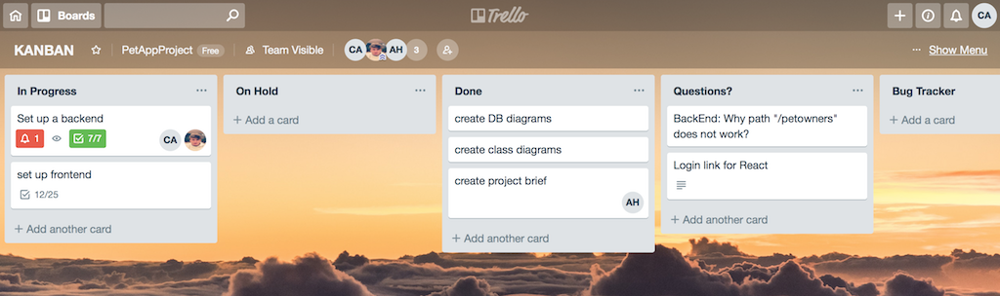 Boards
Trello
CA
KANBAN
PetAppProject
Free
Team Visible
CA
AH
3
... Show Menu
In Progress ...
Set up a backend
1
7/7
CA
set up frontend
12/25
+ Add another card
On Hold ...
+ Add a card
Done ...
create DB diagrams
create class diagrams
create project brief
AH
+ Add another card
Questions? ...
BackEnd: Why path "/petowners"
does not work?
Login link for React
+ Add another card
Bug Tracker
+ Add a card